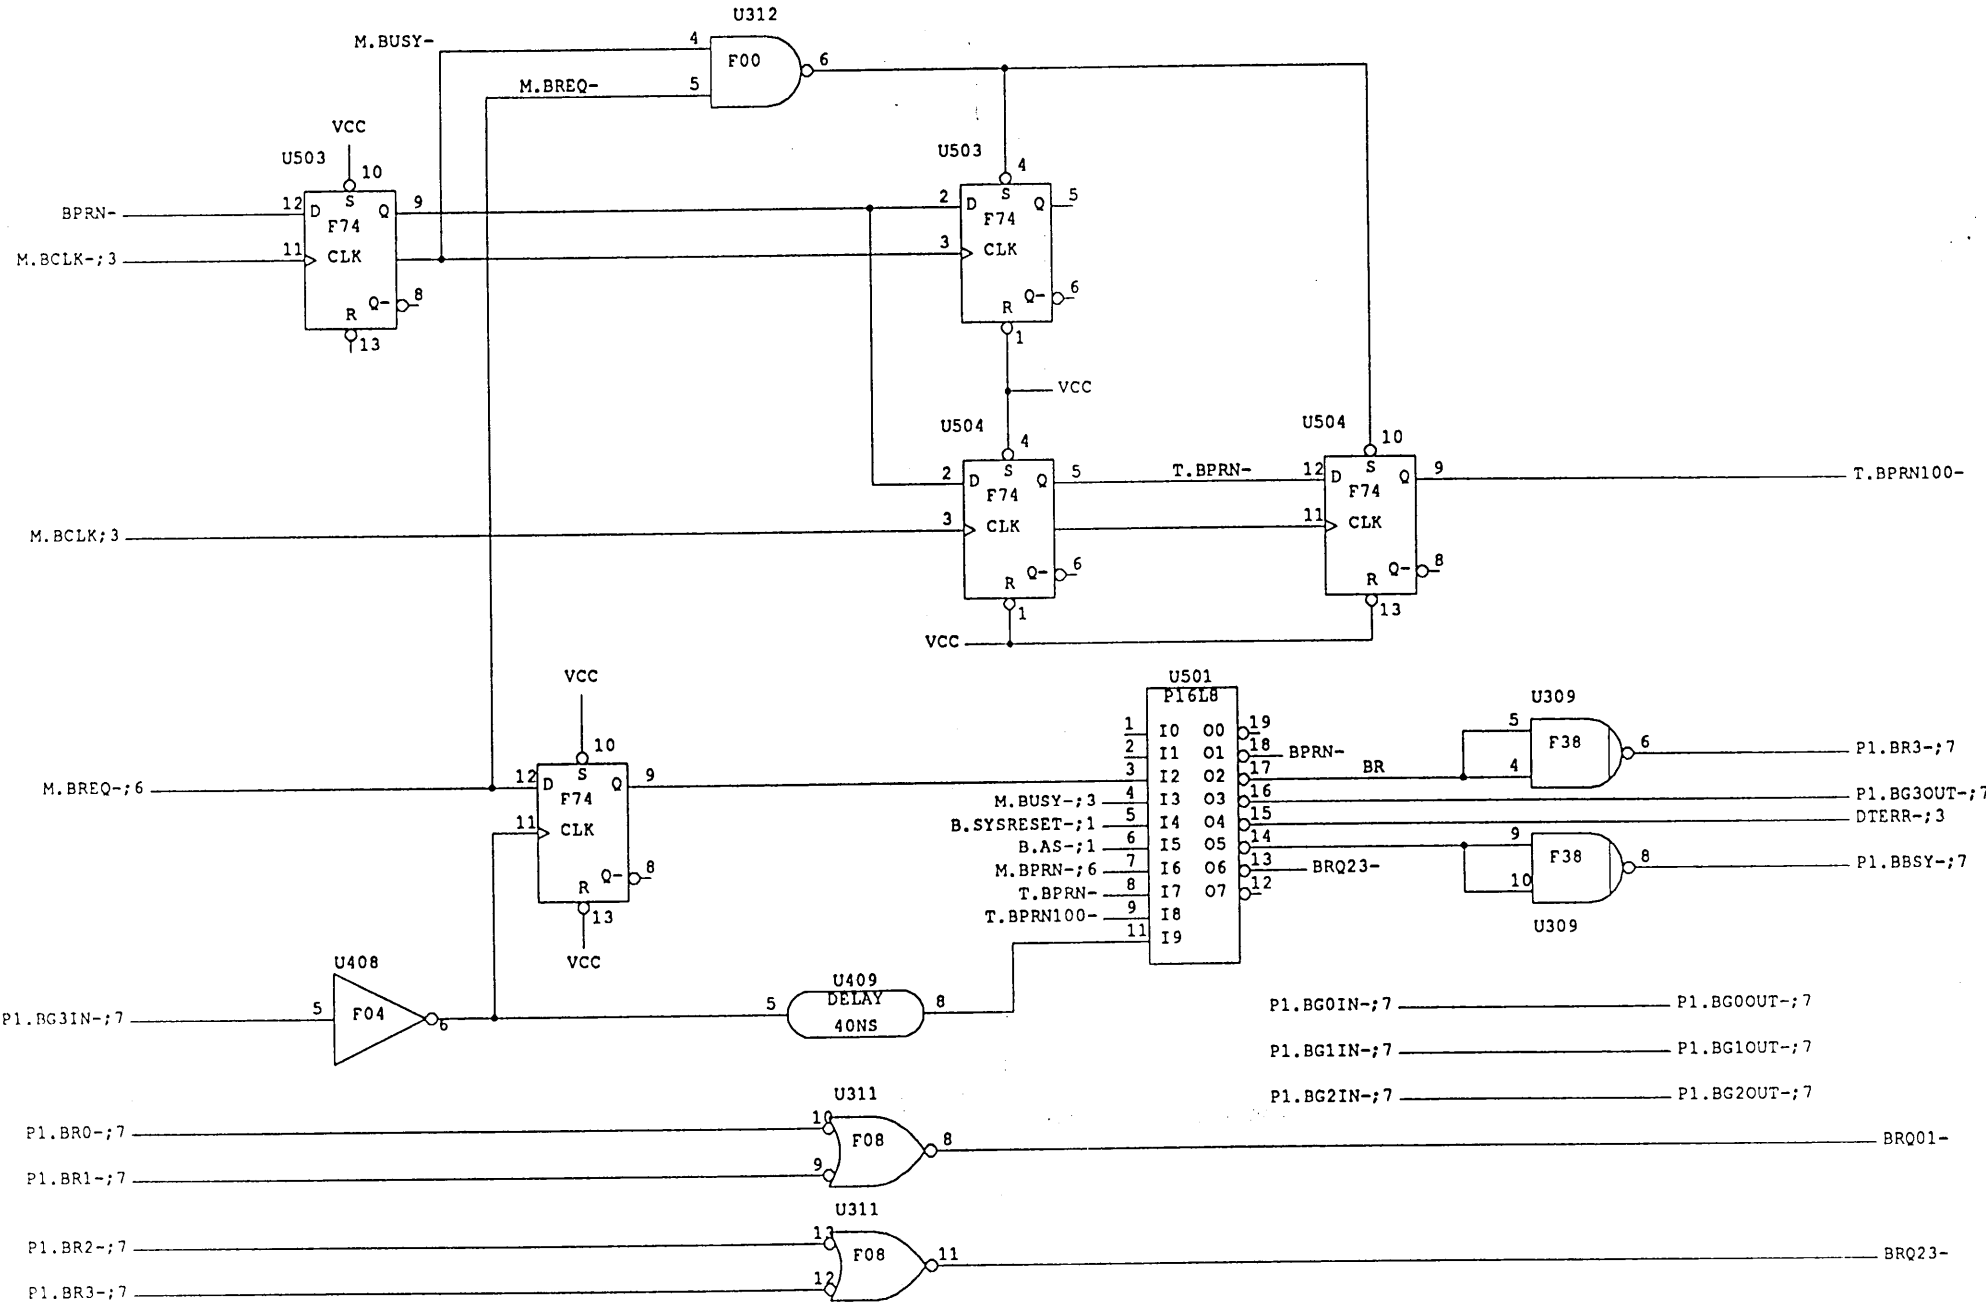 U312
M.BUSY-
4
F00
6
M.BREQ-
5
VCC
U503
10
S
BPRN-
12
D
Q
9
F74
M.BCLK-;3
11
CLK
Q-
8
R
13
U503
4
S
2
D
Q
5
F74
3
CLK
Q-
6
R
1
VCC
U504
4
S
2
D
Q
5
F74
M.BCLK;3
3
CLK
Q-
6
R
1
VCC
T.BPRN-
U504
10
S
12
D
Q
9
T.BPRN100-
F74
11
CLK
Q-
8
R
13
VCC
10
S
M.BREQ-;6
12
D
Q
9
F74
11
CLK
Q-
8
R
13
VCC
U501
P16L8
1 I0 O0 19
2 I1 O1 18 BPRN-
3 I2 O2 17 BR
M.BUSY-;3 4 I3 O3 16 P1.BG3OUT-;7
B.SYSRESET-;1 5 I4 O4 15 DTERR-;3
B.AS-;1 6 I5 O5 14
M.BPRN-;6 7 I6 O6 13 BRQ23-
T.BPRN- 8 I7 O7 12
T.BPRN100- 9 I8
11 I9
U309
5
F38
6
P1.BR3-;7
4
9
F38
8
P1.BBSY-;7
10
U309
U408
P1.BG3IN-;7
5
F04
6
U409
5
DELAY
8
40NS
P1.BG0IN-;7 P1.BG0OUT-;7
P1.BG1IN-;7 P1.BG1OUT-;7
P1.BG2IN-;7 P1.BG2OUT-;7
U311
P1.BR0-;7
10
F08
8
BRQ01-
P1.BR1-;7
9
U311
P1.BR2-;7
13
F08
11
BRQ23-
P1.BR3-;7
12